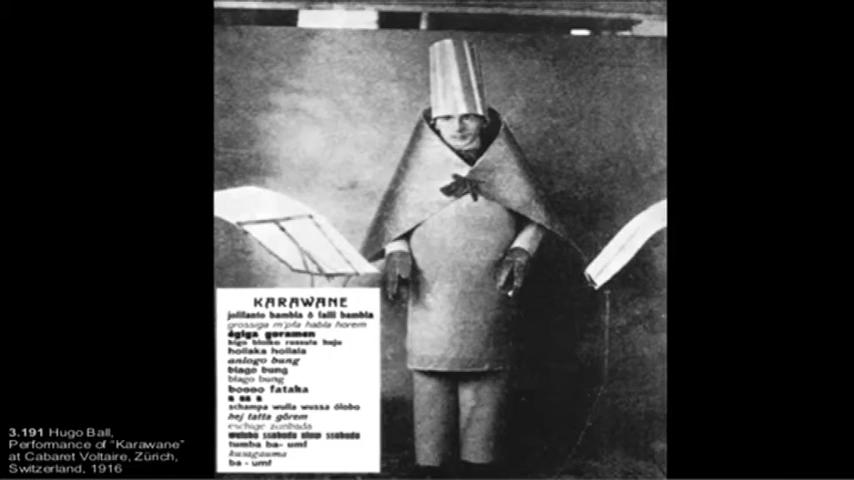 KARAWANE
jolifanto bambla ô falli bambla
grossiga m'pfa habla horem
égiga goramen
higo bloiko russula huju
hollaka hollala
anlogo bung
blago bung
blago bung
bosso fataka
ü üü ü
schampa wulla wussa ólobo
hej tatta gôrem
eschige zunbada
wulubu ssubudu uluw ssubudu
tumba ba- umf
kusagauma
ba - umf
3.191 Hugo Ball,
Performance of "Karawane"
at Cabaret Voltaire, Zürich,
Switzerland, 1916